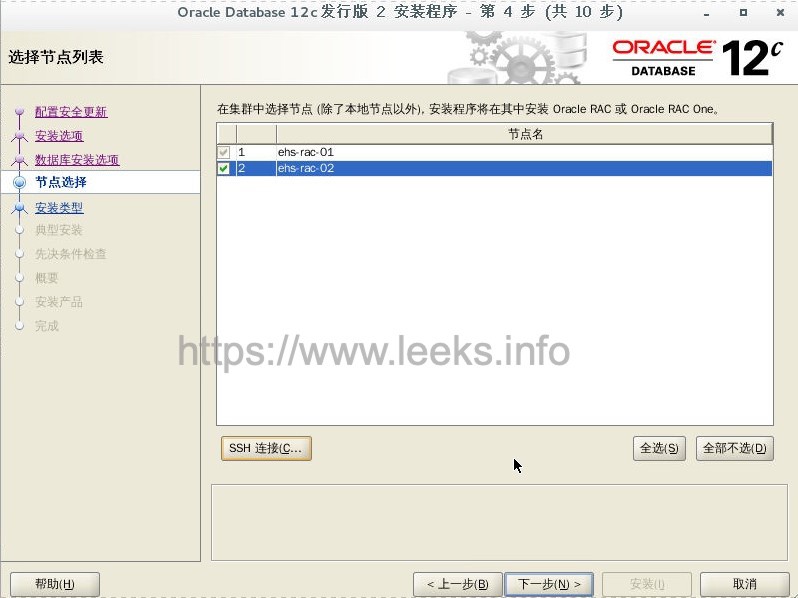 Oracle Database 12c 发行版 2 安装程序 - 第 4 步 (共 10 步)
选择节点列表
ORACLE
DATABASE
12c
配置安全更新
安装选项
数据库安装选项
节点选择
安装类型
典型安装
先决条件检查
概要
安装产品
完成
在集群中选择节点 (除了本地节点以外), 安装程序将在其中安装 Oracle RAC 或 Oracle RAC One。
节点名
1 ehs-rac-01
2 ehs-rac-02
https://www.leeks.info
SSH 连接(C...
全选(S)
全部不选(D)
帮助(H)
< 上一步(B)
下一步(N) >
安装(I)
取消